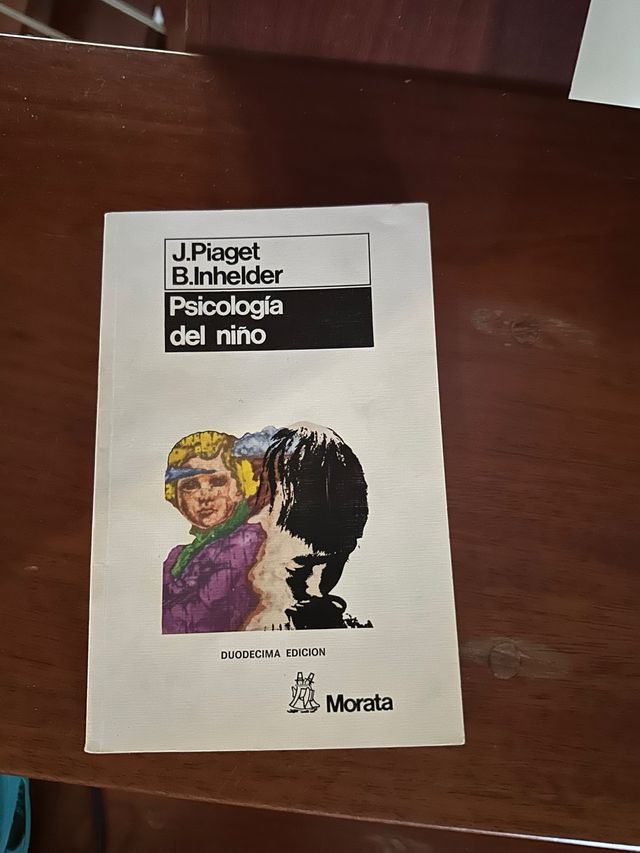 J.Piaget
B.Inhelder
Psicología
del niño
DUODECIMA EDICION
Morata